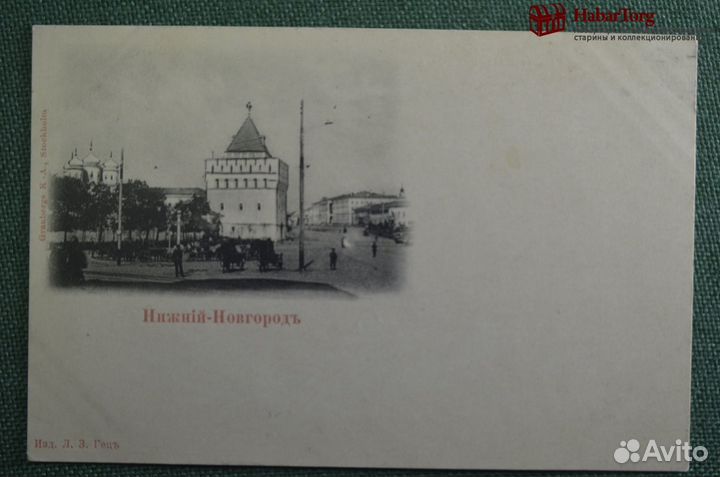 HabarTorg
старины и коллекционирован
Granbergs K.-A., Stockholm
Нижній-Новгородъ
Изд. Л. З. Гецъ
Avito